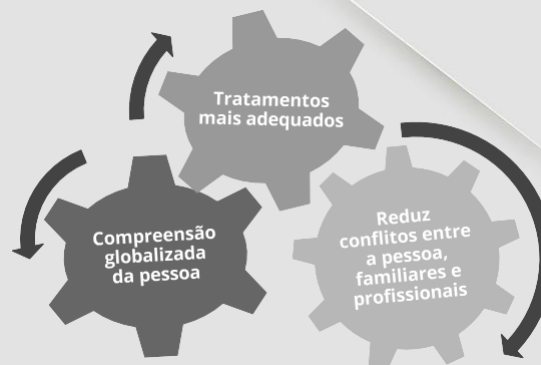 Tratamentos
mais adequados
Compreensão
globalizada
da pessoa
Reduz
conflitos entre
a pessoa,
familiares e
profissionais